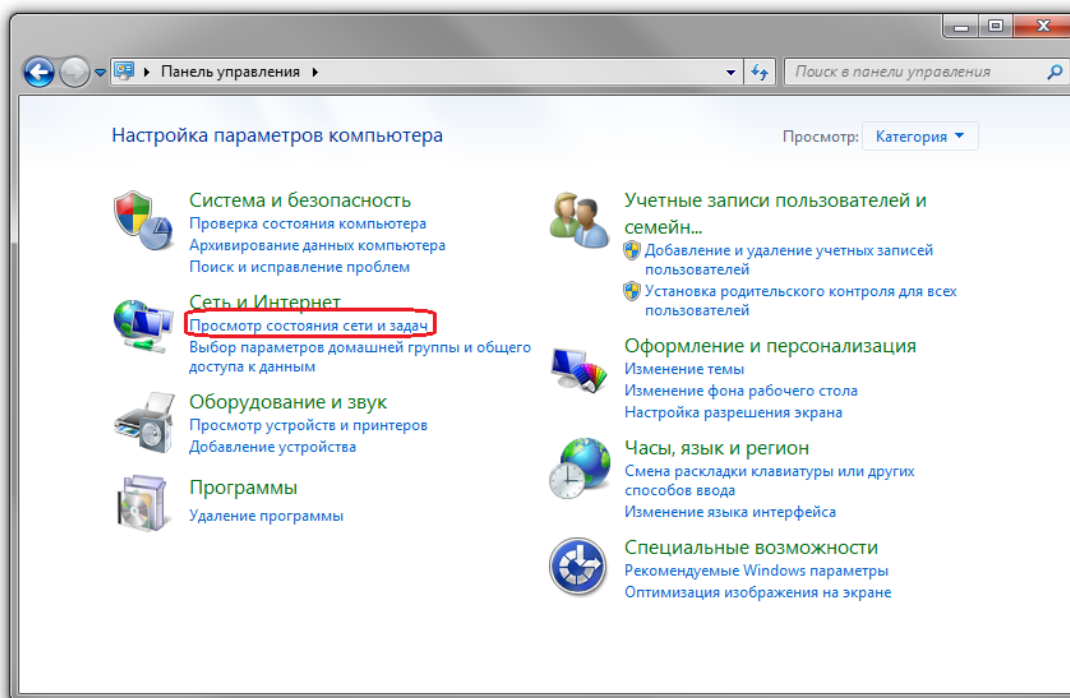 Панель управления
Поиск в панели управления
Настройка параметров компьютера
Просмотр: Категория
Система и безопасность
Проверка состояния компьютера
Архивирование данных компьютера
Поиск и исправление проблем
Сеть и Интернет
Просмотр состояния сети и задач
Выбор параметров домашней группы и общего
доступа к данным
Оборудование и звук
Просмотр устройств и принтеров
Добавление устройства
Программы
Удаление программы
Учетные записи пользователей и
семейн...
Добавление и удаление учетных записей
пользователей
Установка родительского контроля для всех
пользователей
Оформление и персонализация
Изменение темы
Изменение фона рабочего стола
Настройка разрешения экрана
Часы, язык и регион
Смена раскладки клавиатуры или других
способов ввода
Изменение языка интерфейса
Специальные возможности
Рекомендуемые Windows параметры
Оптимизация изображения на экране